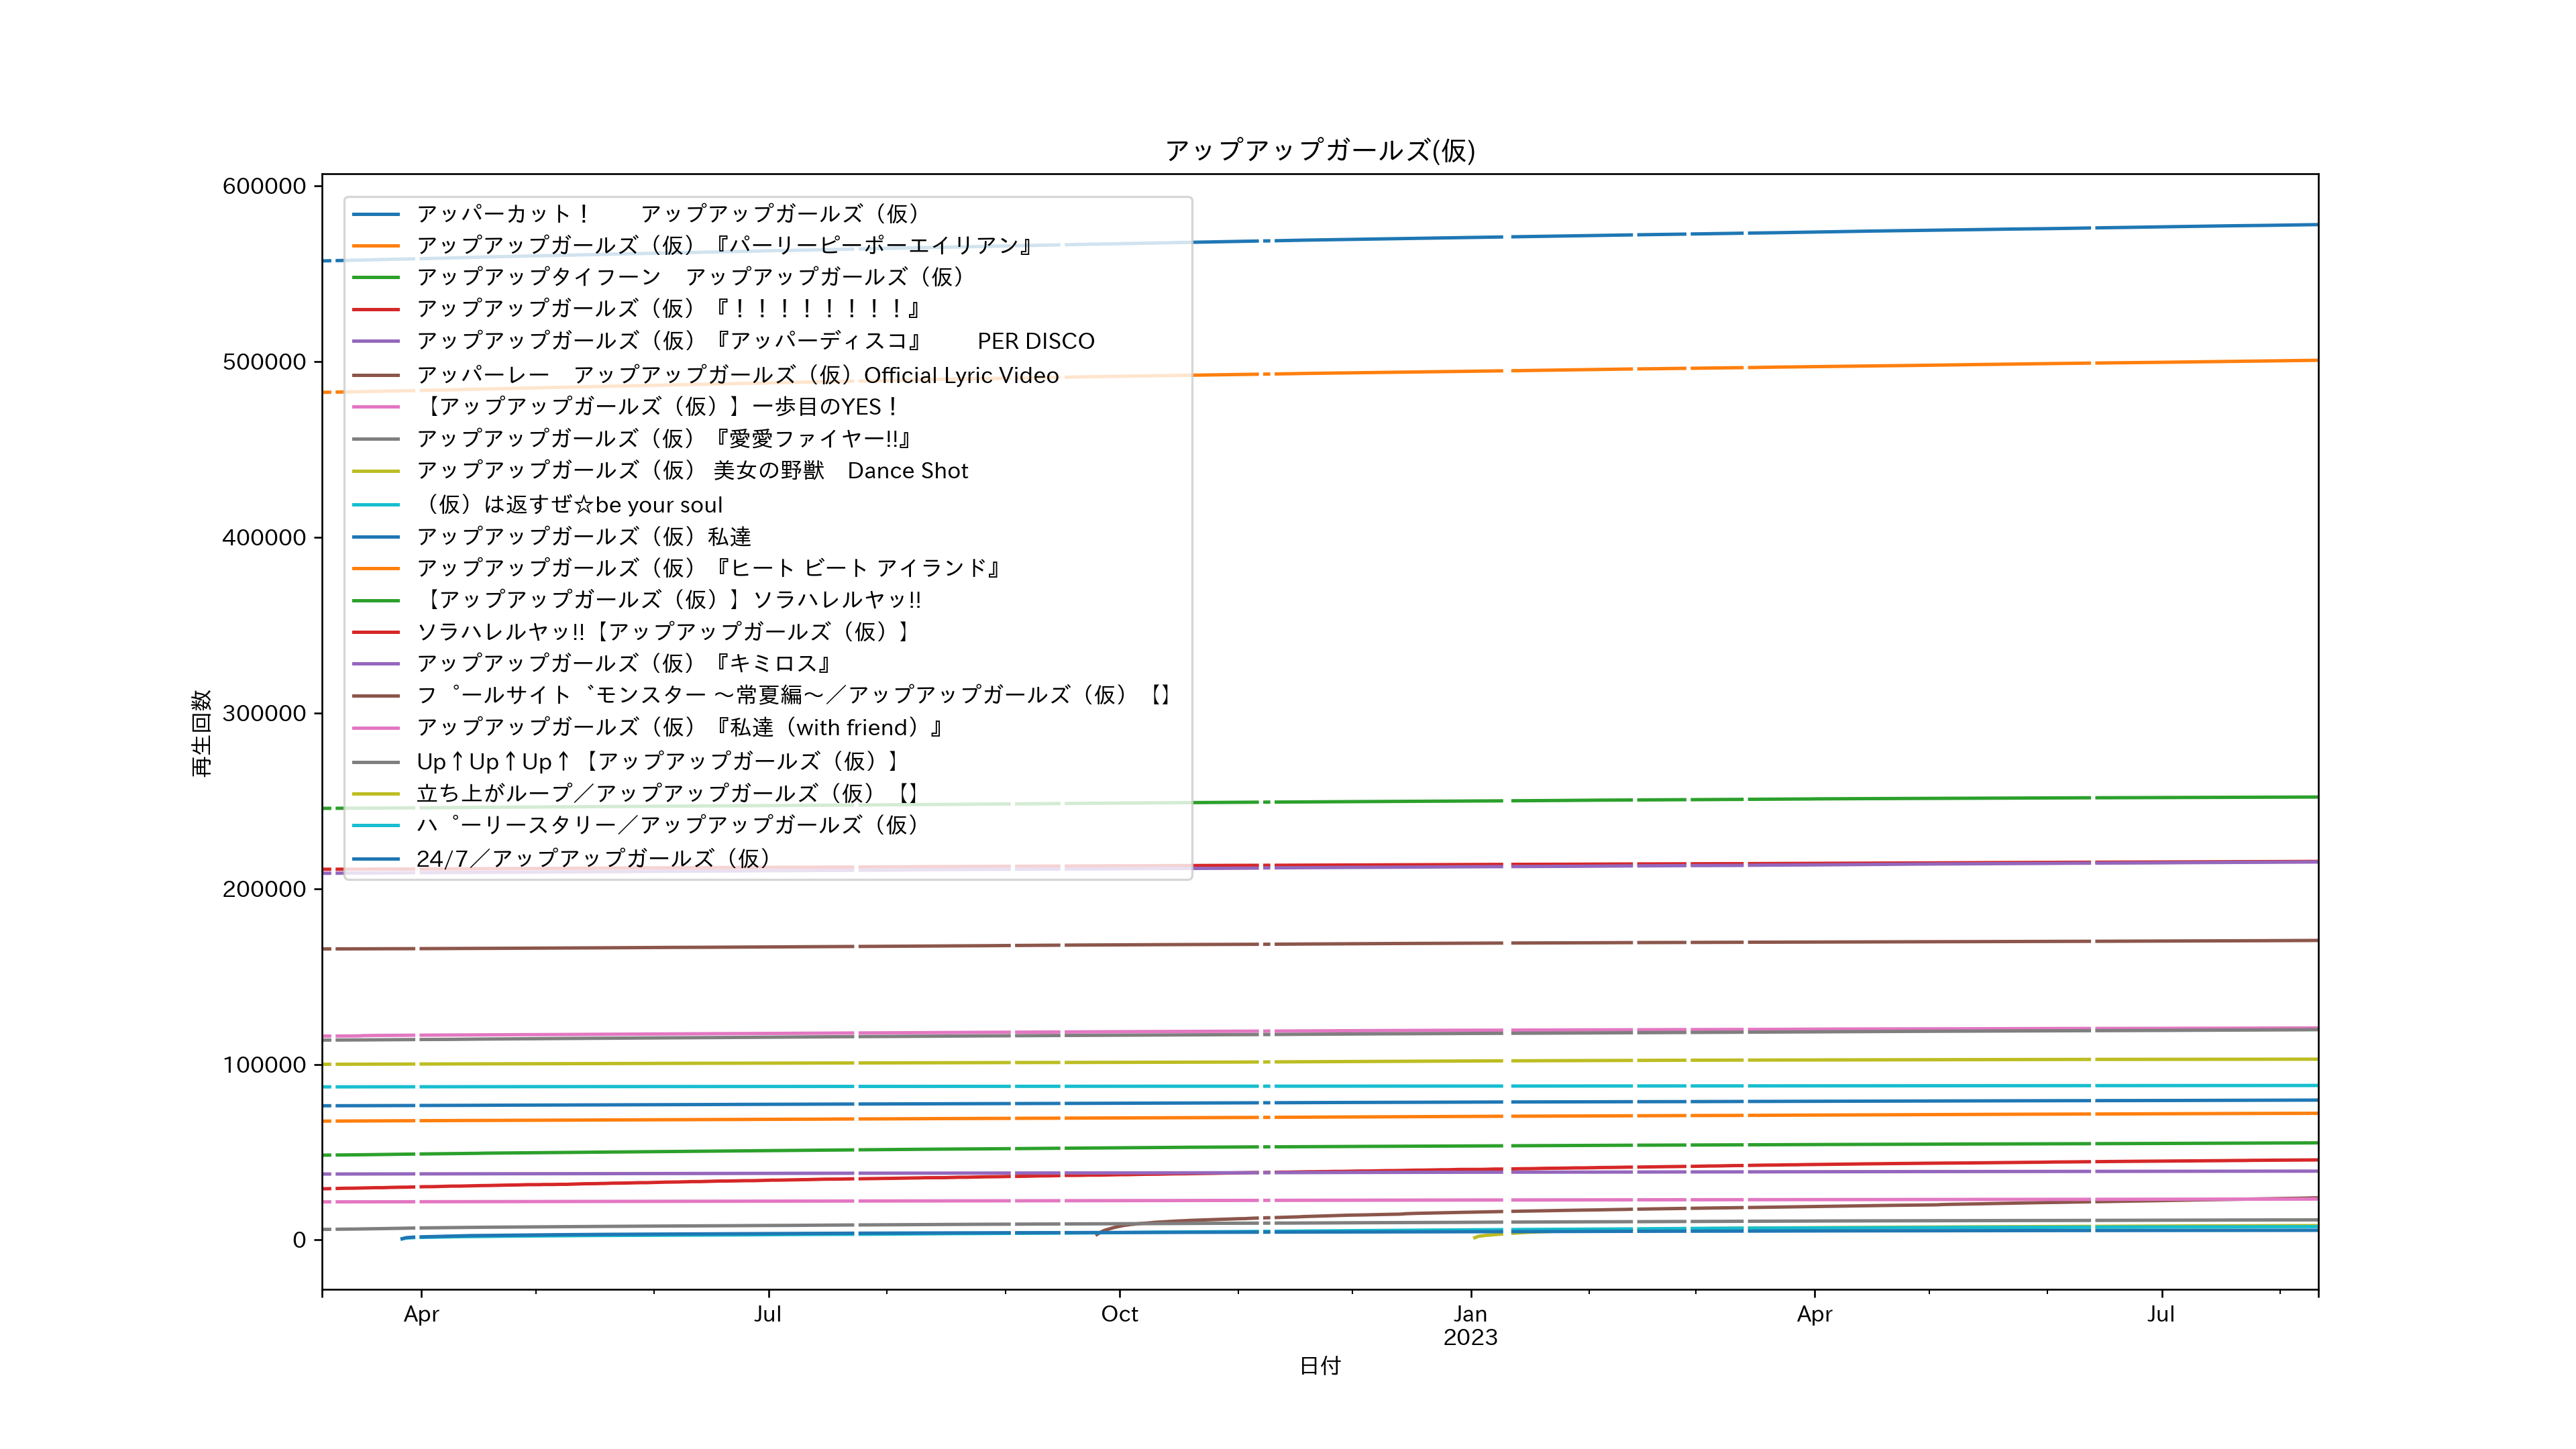 アップアップガールズ(仮)
600000
500000
400000
300000
200000
100000
0
再生回数
アッパーカット！　　アップアップガールズ（仮）
アップアップガールズ（仮）『パーリーピーポーエイリアン』
アップアップタイフーン　アップアップガールズ（仮）
アップアップガールズ（仮）『！！！！！！！！』
アップアップガールズ（仮）『アッパーディスコ』　　PER DISCO
アッパーレー　アップアップガールズ（仮）Official Lyric Video
【アップアップガールズ（仮）】一歩目のYES！
アップアップガールズ（仮）『愛愛ファイヤー!!』
アップアップガールズ（仮） 美女の野獣　Dance Shot
（仮）は返すぜ☆be your soul
アップアップガールズ（仮）私達
アップアップガールズ（仮）『ヒート ビート アイランド』
【アップアップガールズ（仮）】ソラハレルヤッ!!
ソラハレルヤッ!!【アップアップガールズ（仮）】
アップアップガールズ（仮）『キミロス』
フ゜ールサイト゛モンスター ～常夏編～／アップアップガールズ（仮）【】
アップアップガールズ（仮）『私達（with friend）』
Up↑Up↑Up↑【アップアップガールズ（仮）】
立ち上がループ／アップアップガールズ（仮）【】
ハ゜ーリースタリー／アップアップガールズ（仮）
24/7／アップアップガールズ（仮）
Apr
Jul
Oct
Jan
2023
Apr
Jul
日付